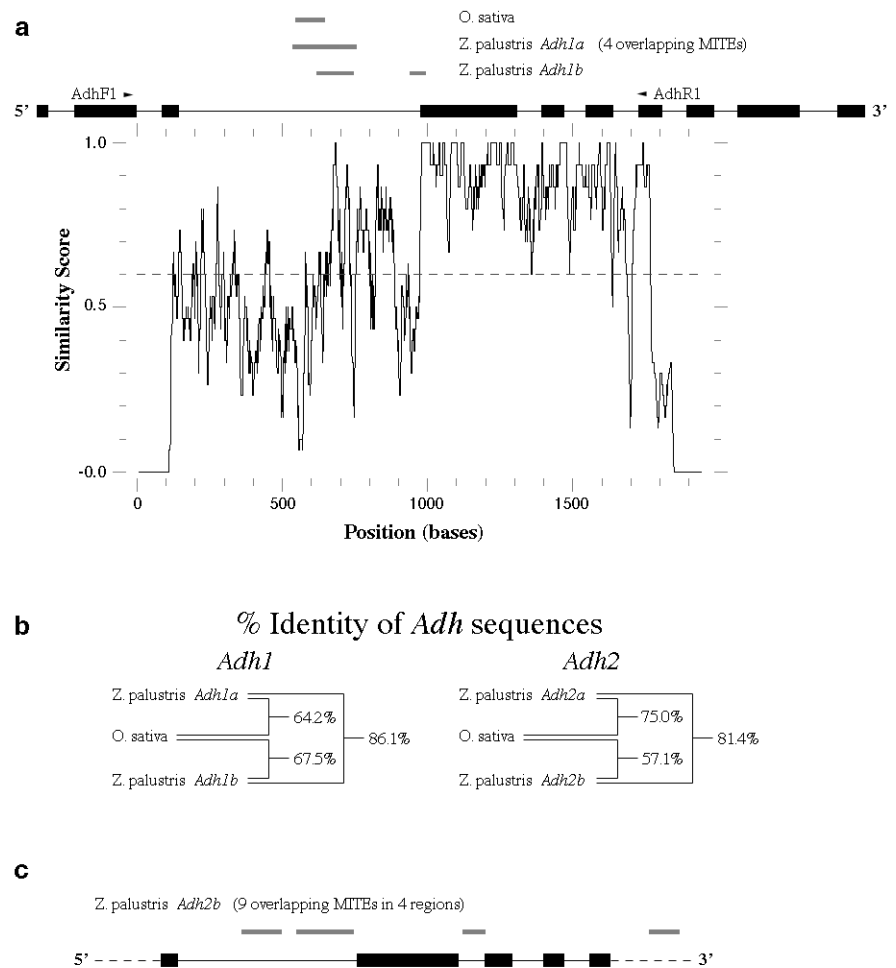 a
O. sativa
Z. palustris Adh1a (4 overlapping MITEs)
Z. palustris Adh1b
AdhF1
AdhR1
5’ 3’
1.0
0.5
-0.0
Similarity Score
0 500 1000 1500
Position (bases)
b
% Identity of Adh sequences
Adh1 Adh2
Z. palustris Adh1a
64.2%
O. sativa
86.1%
67.5%
Z. palustris Adh1b
Z. palustris Adh2a
75.0%
O. sativa
81.4%
57.1%
Z. palustris Adh2b
c
Z. palustris Adh2b (9 overlapping MITEs in 4 regions)
5’ 3’